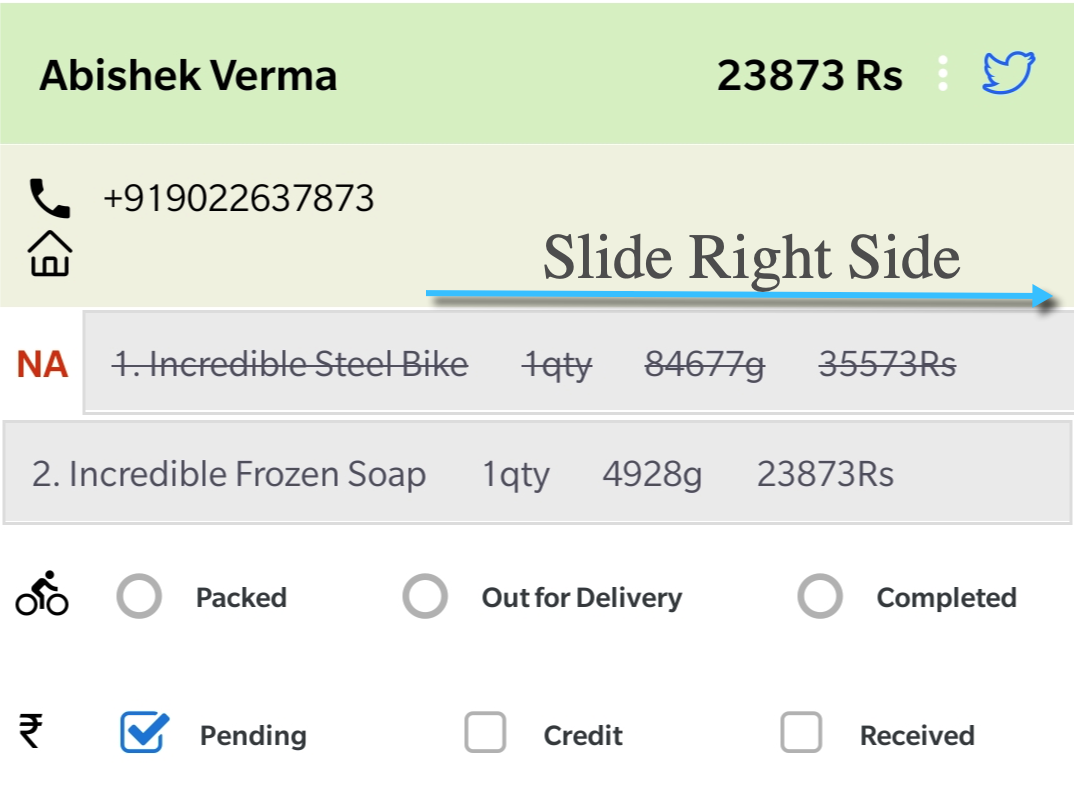 Abishek Verma 23873 Rs
+919022637873
Slide Right Side
NA 1. Incredible Steel Bike 1qty 84677g 35573Rs
2. Incredible Frozen Soap 1qty 4928g 23873Rs
Packed Out for Delivery Completed
₹ Pending Credit Received